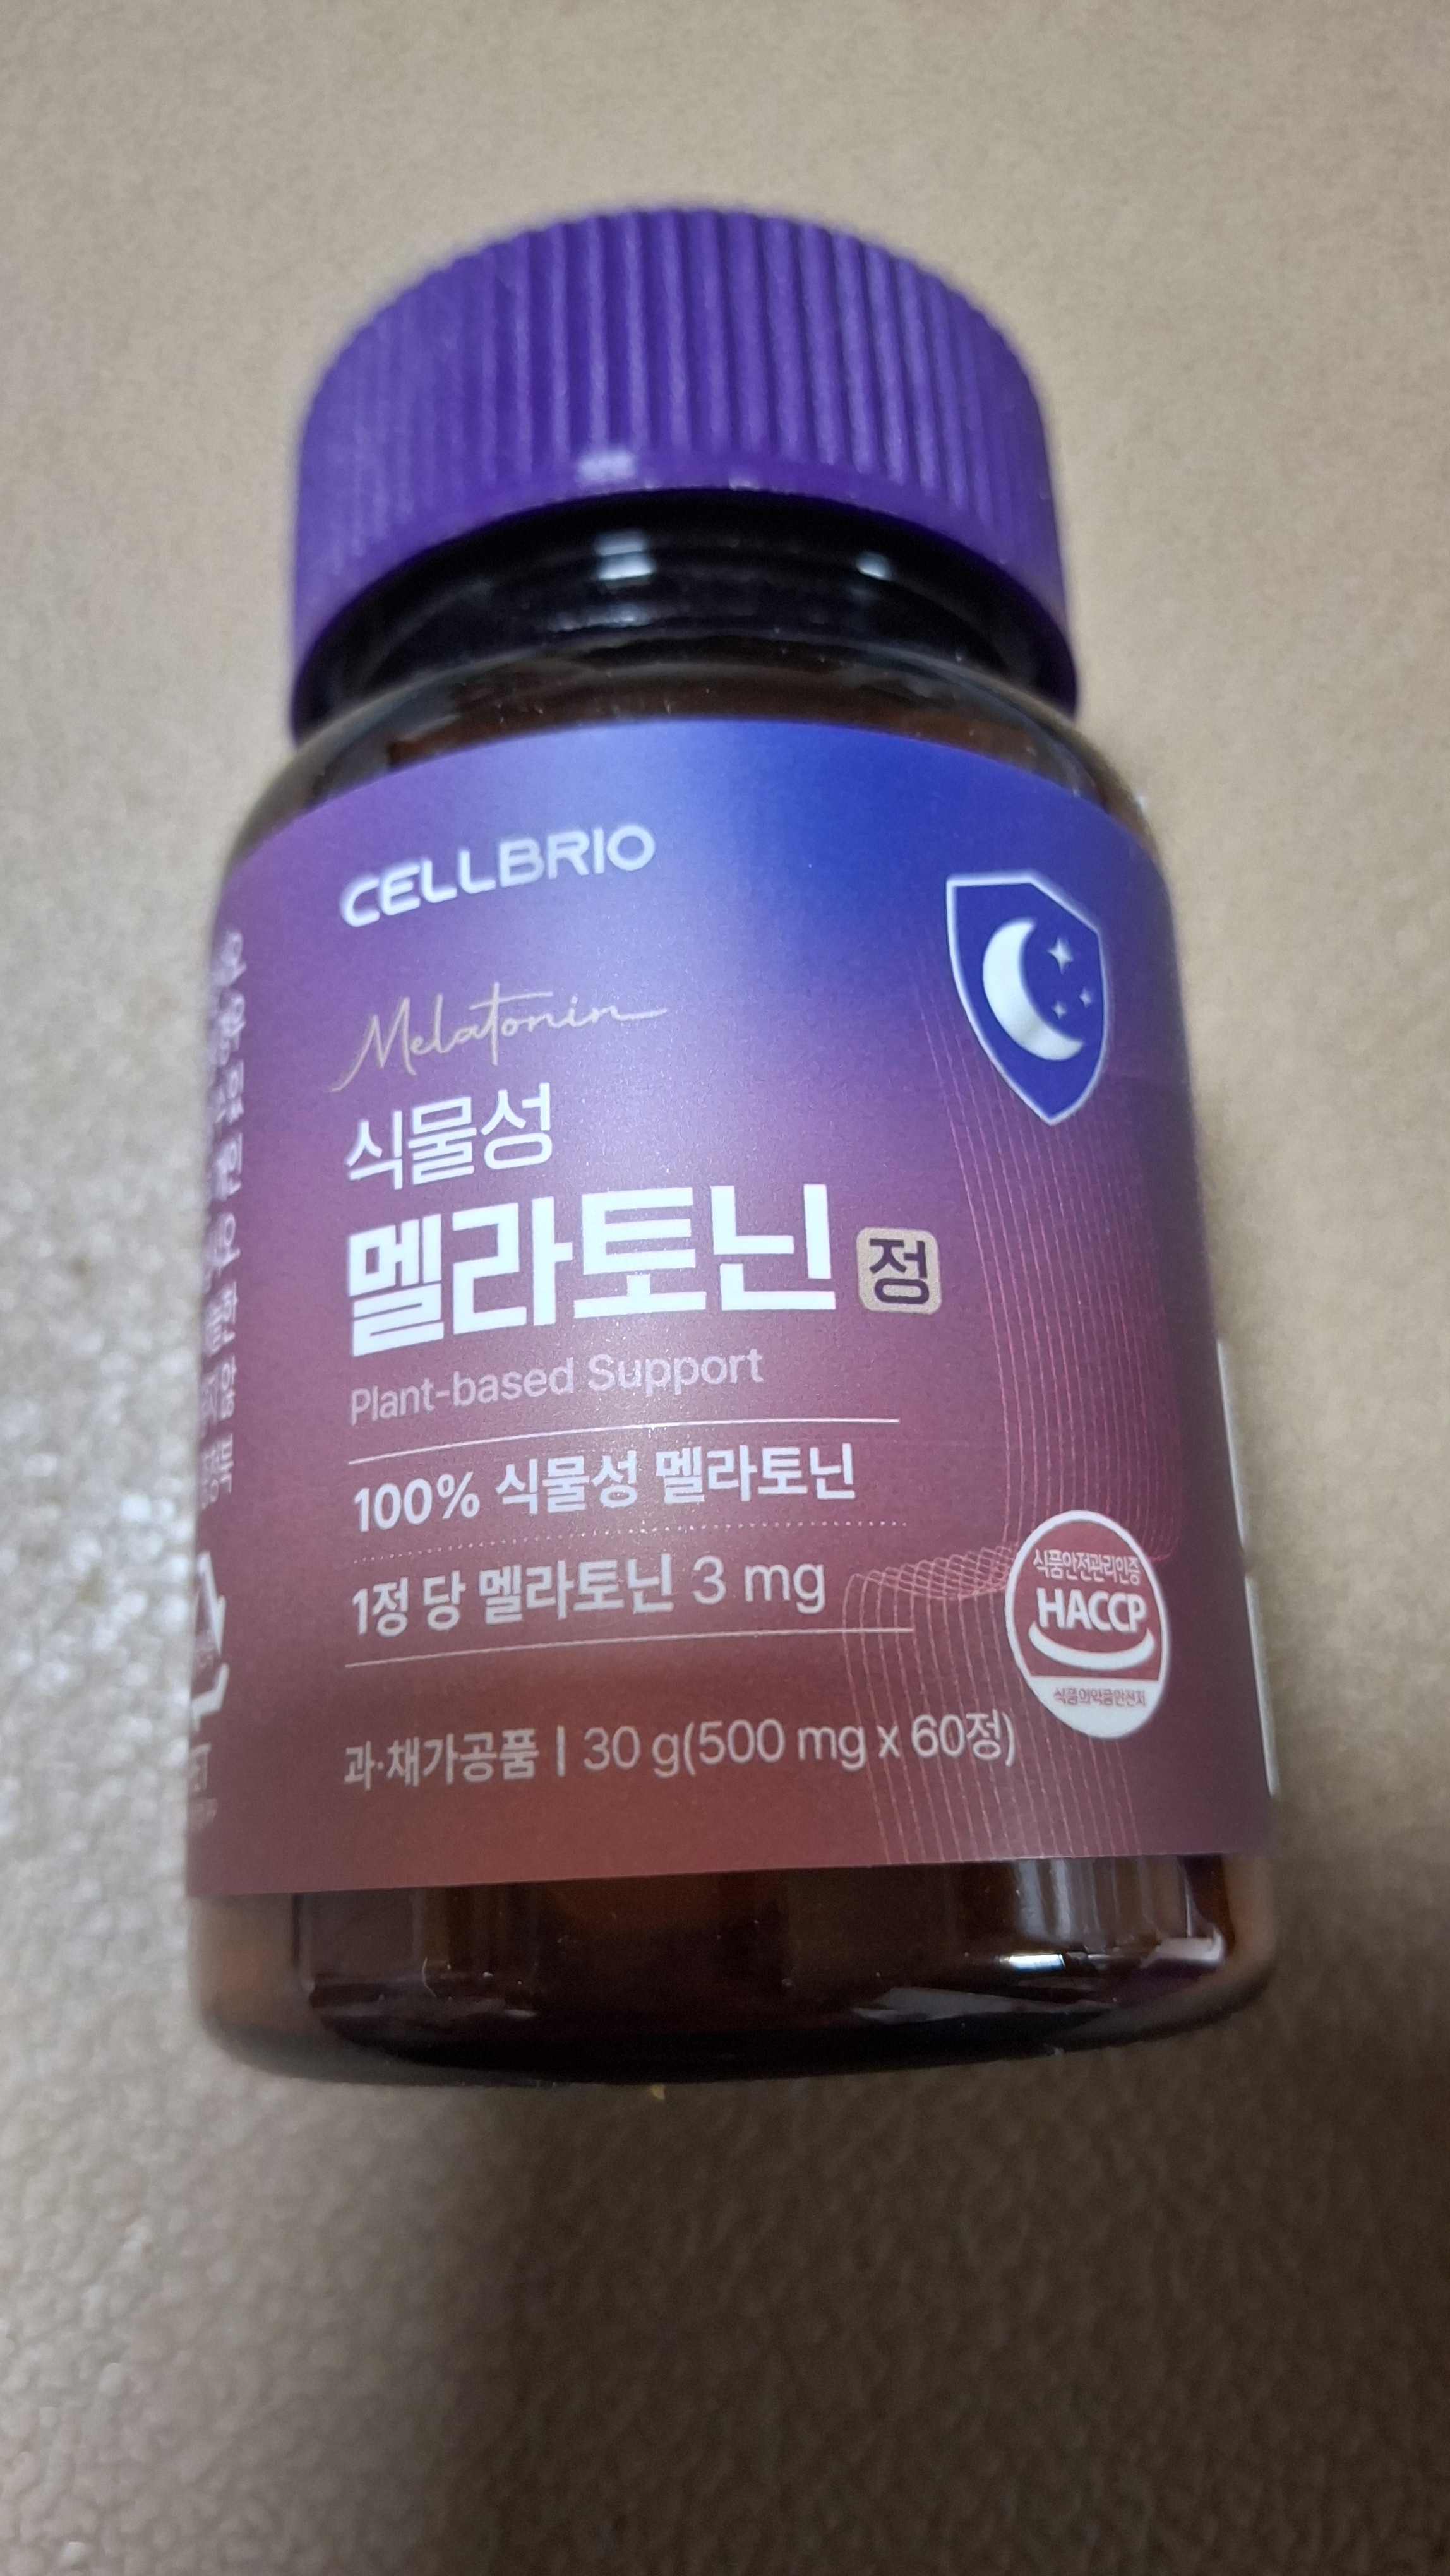 CELLBRIO
Melatonin
식물성
멜라토닌 정
Plant-based Support
100% 식물성 멜라토닌
1정 당 멜라토닌 3 mg
식품안전관리인증
HACCP
식품의약품안전처
과·채가공품 | 30 g(500 mg x 60정)